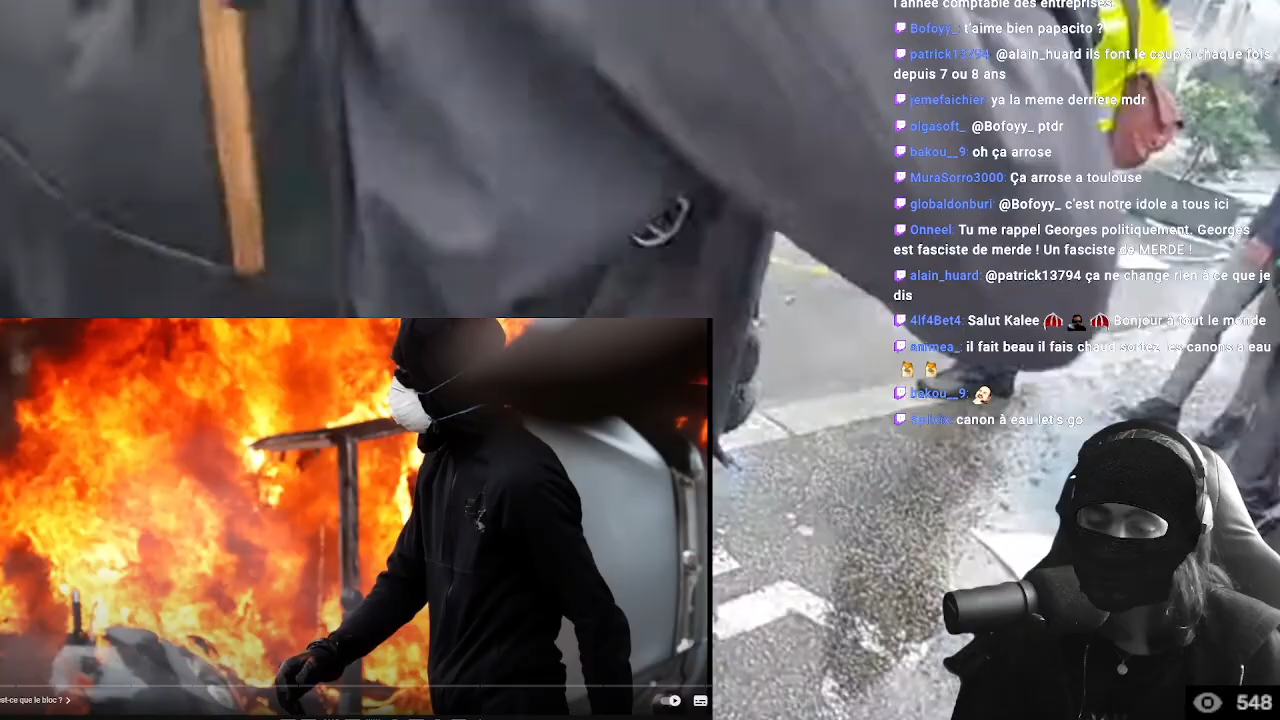 l'année comptable des entreprises
Bofoyy_: t'aime bien papacito ?
patrick13794 @alain_huard ils font le coup à chaque fois
depuis 7 ou 8 ans
jemefaichier ya la meme derrière mdr
olgasoft_ @Bofoyy_ ptdr
bakou__9: oh ça arrose
MuraSorro3000: Ça arrose a toulouse
globaldonburi @Bofoyy_ c'est notre idole a tous ici
Onneel: Tu me rappel Georges politiquement. Georges
est fasciste de merde ! Un fasciste de MERDE !
alain_huard: @patrick13794 ça ne change rien à ce que je
dis
4lf4Bet4: Salut Kalee Bonjour à tout le monde
il fait beau il fais chaud sortez les canons a eau
bakou__9:
canon à eau let's go
ce que le bloc ?
548